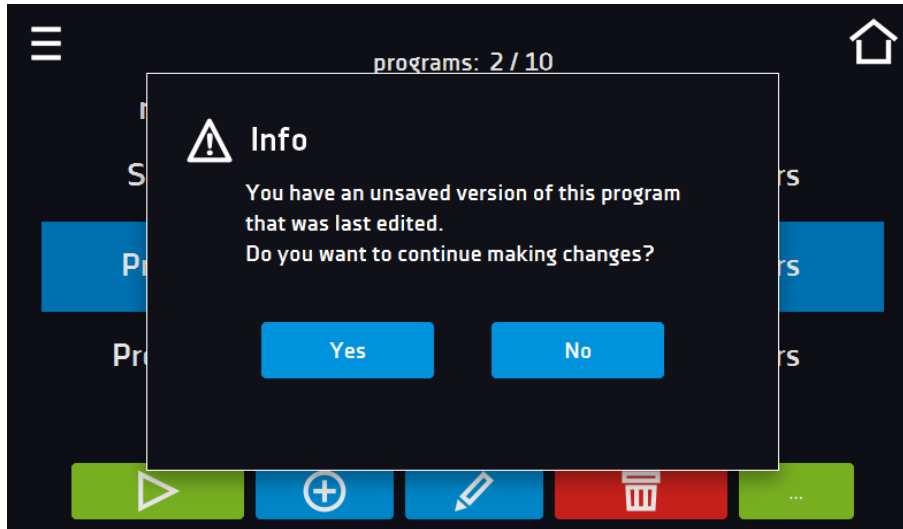 programs: 2 / 10
Info
You have an unsaved version of this program
that was last edited.
Do you want to continue making changes?
Yes
No
...